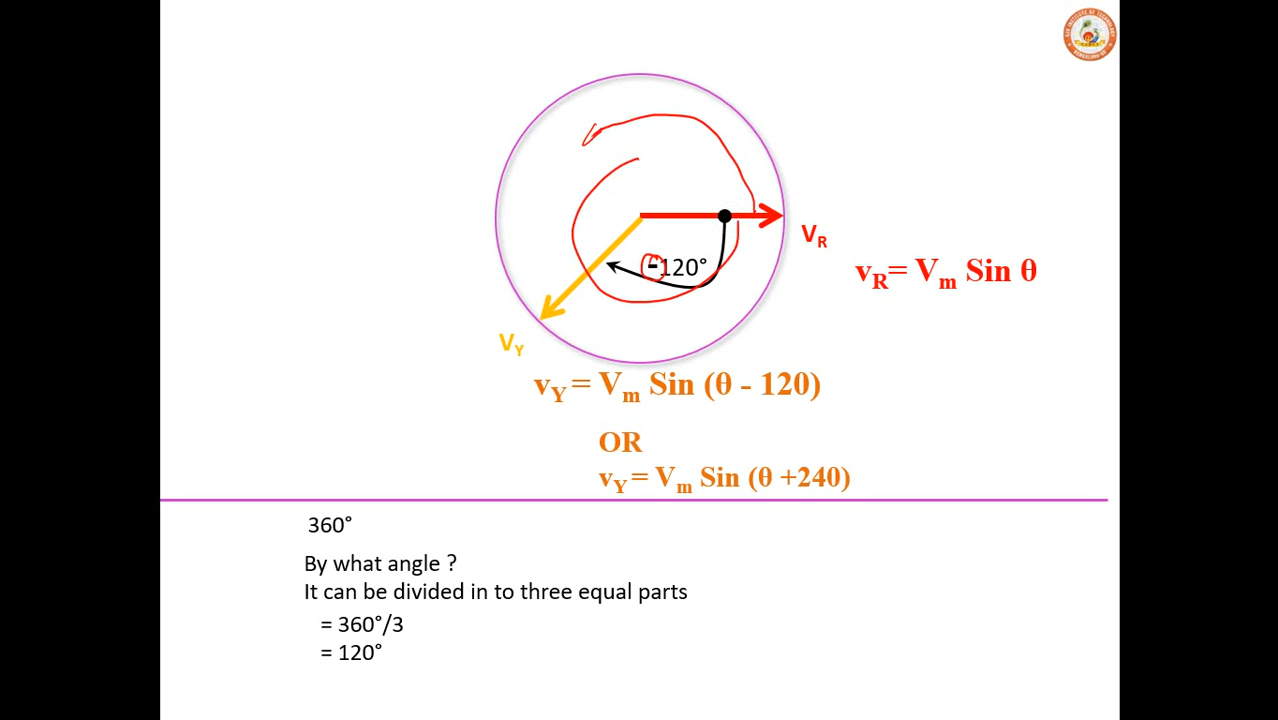 V_R
-120°
v_R= V_m Sin θ
V_Y
v_Y = V_m Sin (θ - 120)
OR
v_Y = V_m Sin (θ +240)
360°
By what angle ?
It can be divided in to three equal parts
= 360°/3
= 120°